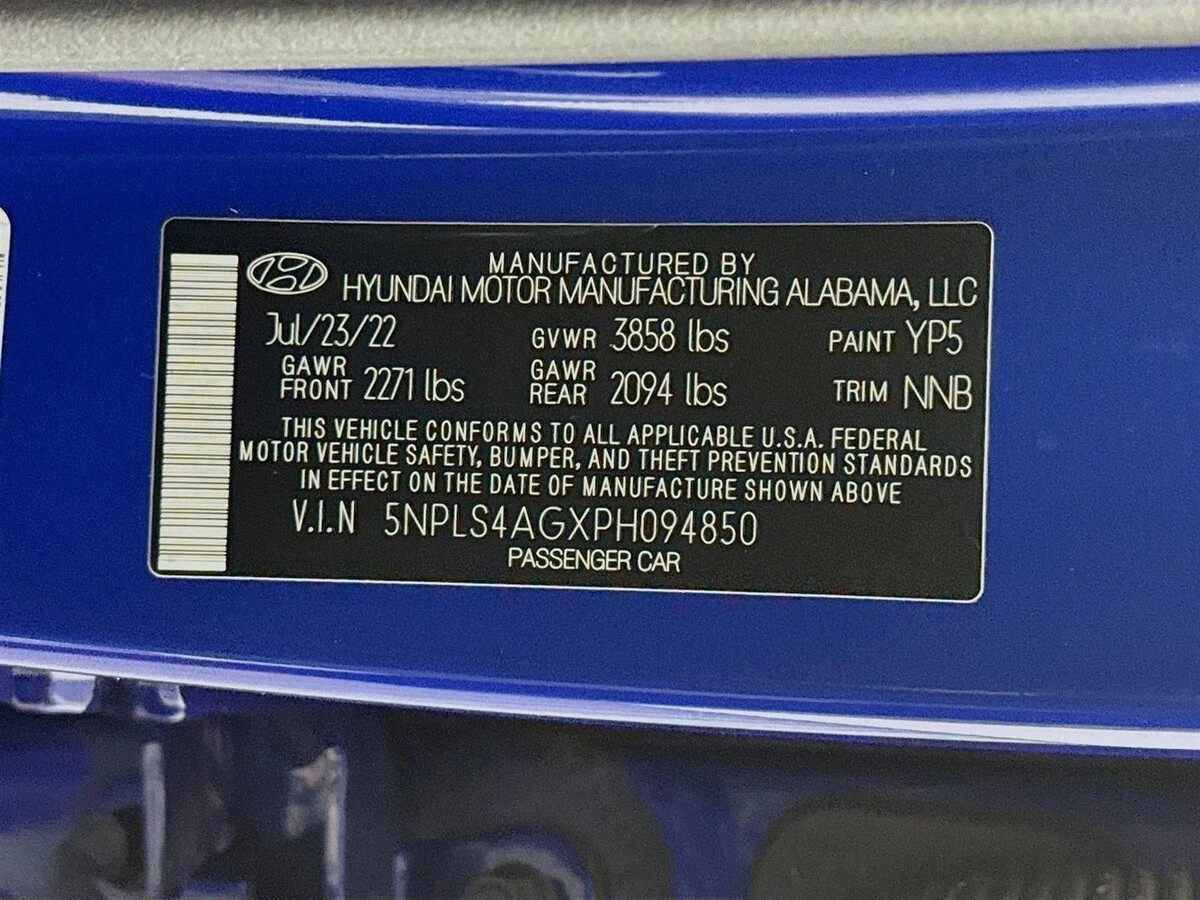 MANUFACTURED BY
HYUNDAI MOTOR MANUFACTURING ALABAMA, LLC
Jul/23/22 GVWR 3858 lbs PAINT YP5
GAWR FRONT 2271 lbs GAWR REAR 2094 lbs TRIM NNB
THIS VEHICLE CONFORMS TO ALL APPLICABLE U.S.A. FEDERAL
MOTOR VEHICLE SAFETY, BUMPER, AND THEFT PREVENTION STANDARDS
IN EFFECT ON THE DATE OF MANUFACTURE SHOWN ABOVE
V.I.N 5NPLS4AGXPH094850
PASSENGER CAR